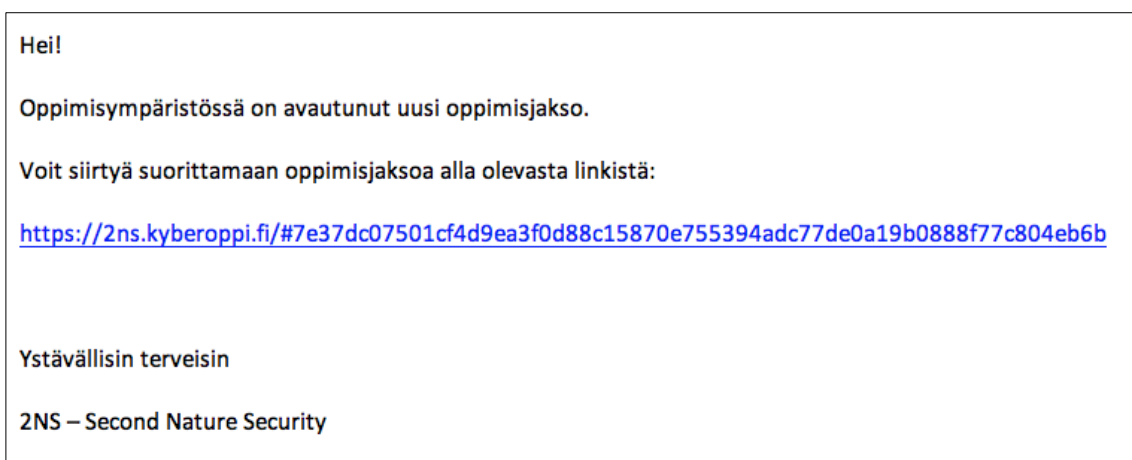 Hei!
Oppimisympäristössä on avautunut uusi oppimisjakso.
Voit siirtyä suorittamaan oppimisjaksoa alla olevasta linkistä:
https://2ns.kyberoppi.fi/#7e37dc07501cf4d9ea3f0d88c15870e755394adc77de0a19b0888f77c804eb6b
Ystävällisin terveisin
2NS – Second Nature Security